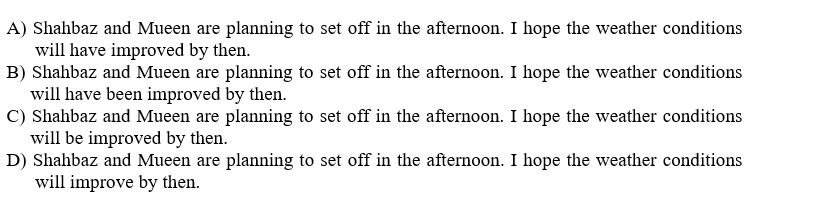 A) Shahbaz and Mueen are planning to set off in the afternoon. I hope the weather conditions
will have improved by then.
B) Shahbaz and Mueen are planning to set off in the afternoon. I hope the weather conditions
will have been improved by then.
C) Shahbaz and Mueen are planning to set off in the afternoon. I hope the weather conditions
will be improved by then.
D) Shahbaz and Mueen are planning to set off in the afternoon. I hope the weather conditions
will improve by then.